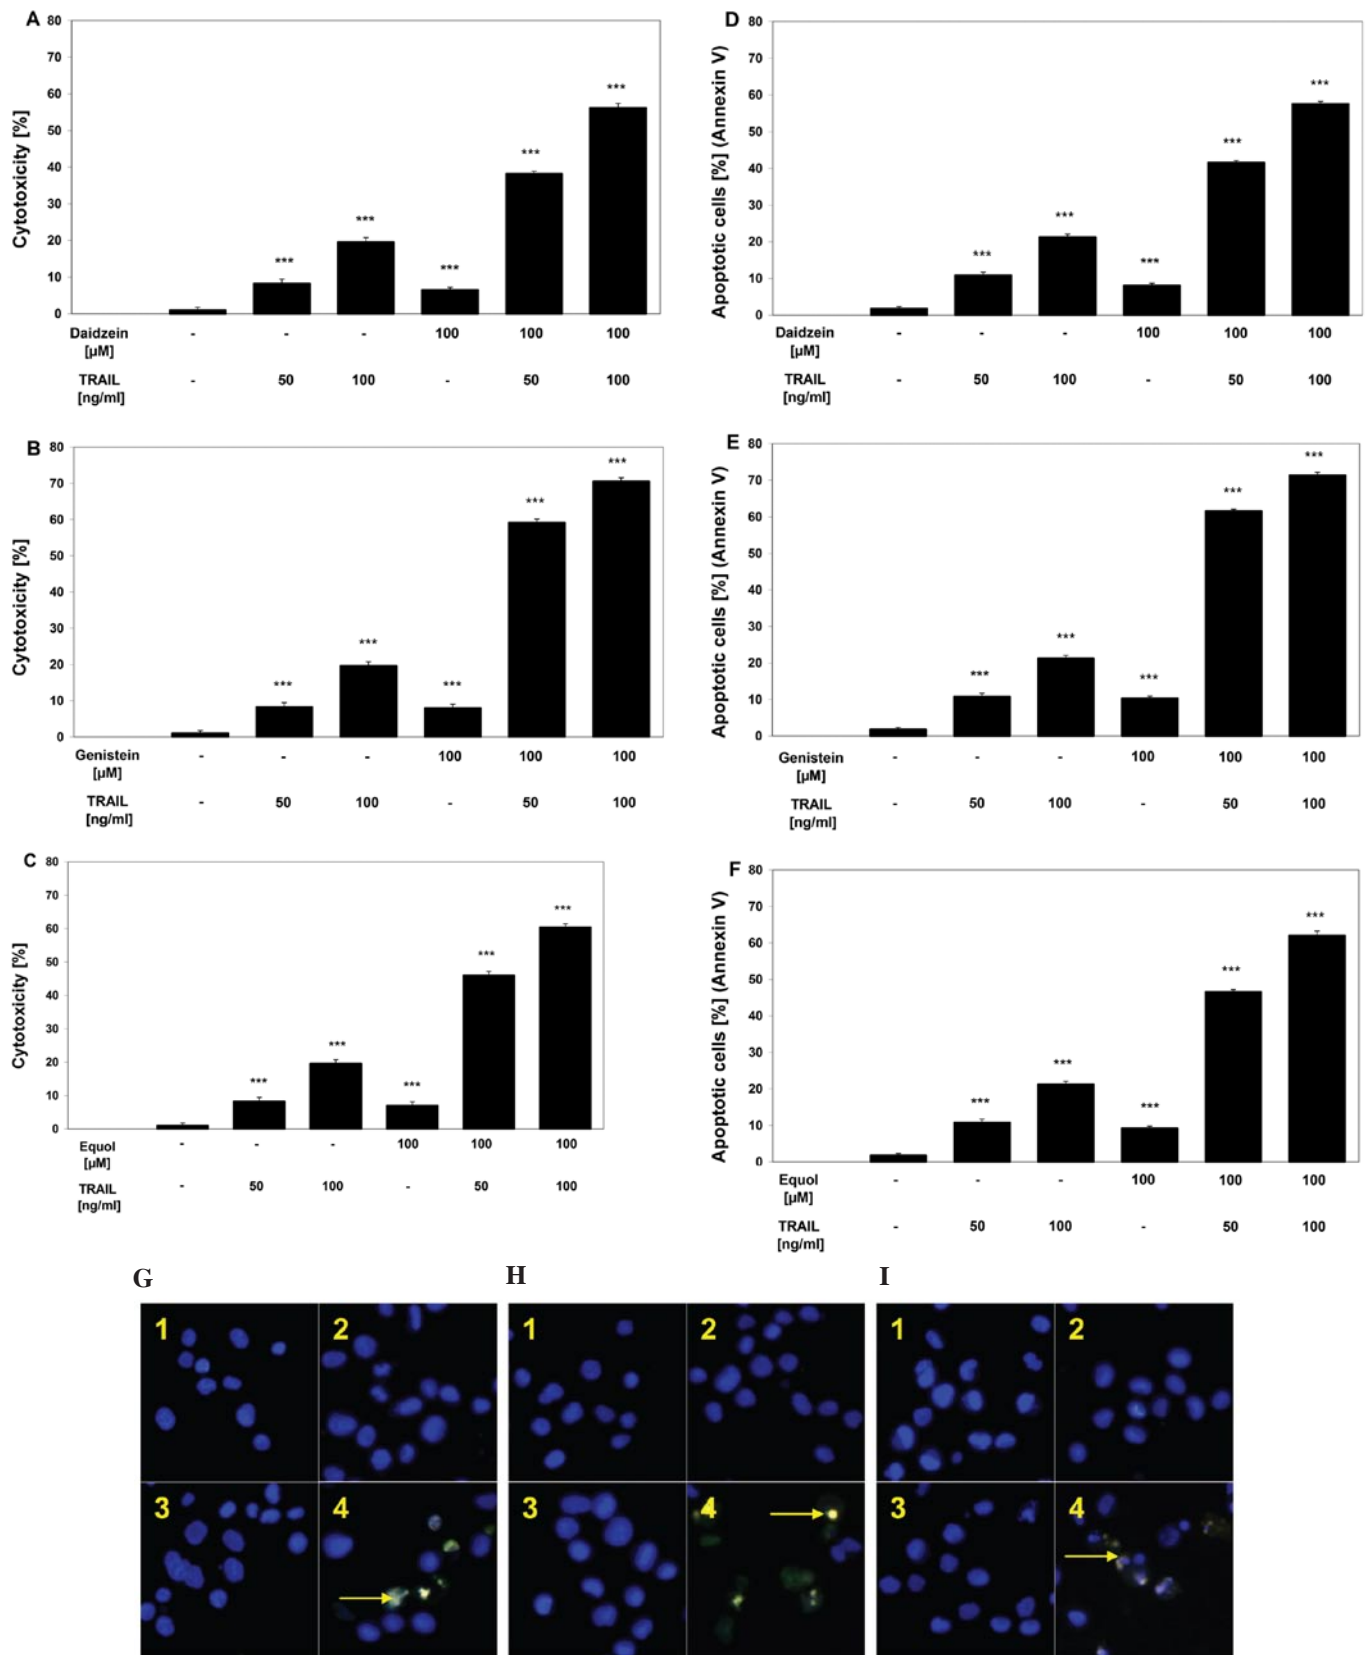 A
Cytotoxicity [%]
80
70
60
50
40
30
20
10
0
*** *** *** *** ***
Daidzein - - - 100 100 100
[µM]
TRAIL - 50 100 - 50 100
[ng/ml]
D
Apoptotic cells [%] (Annexin V)
80
70
60
50
40
30
20
10
0
*** *** *** *** ***
Daidzein - - - 100 100 100
[µM]
TRAIL - 50 100 - 50 100
[ng/ml]
B
Cytotoxicity [%]
80
70
60
50
40
30
20
10
0
*** *** *** *** ***
Genistein - - - 100 100 100
[µM]
TRAIL - 50 100 - 50 100
[ng/ml]
E
Apoptotic cells [%] (Annexin V)
80
70
60
50
40
30
20
10
0
*** *** *** *** ***
Genistein - - - 100 100 100
[µM]
TRAIL - 50 100 - 50 100
[ng/ml]
C
Cytotoxicity [%]
80
70
60
50
40
30
20
10
0
*** *** *** *** ***
Equol - - - 100 100 100
[µM]
TRAIL - 50 100 - 50 100
[ng/ml]
F
Apoptotic cells [%] (Annexin V)
80
70
60
50
40
30
20
10
0
*** *** *** *** ***
Equol - - - 100 100 100
[µM]
TRAIL - 50 100 - 50 100
[ng/ml]
G H I
1 2 1 2 1 2
3 4 3 4 3 4